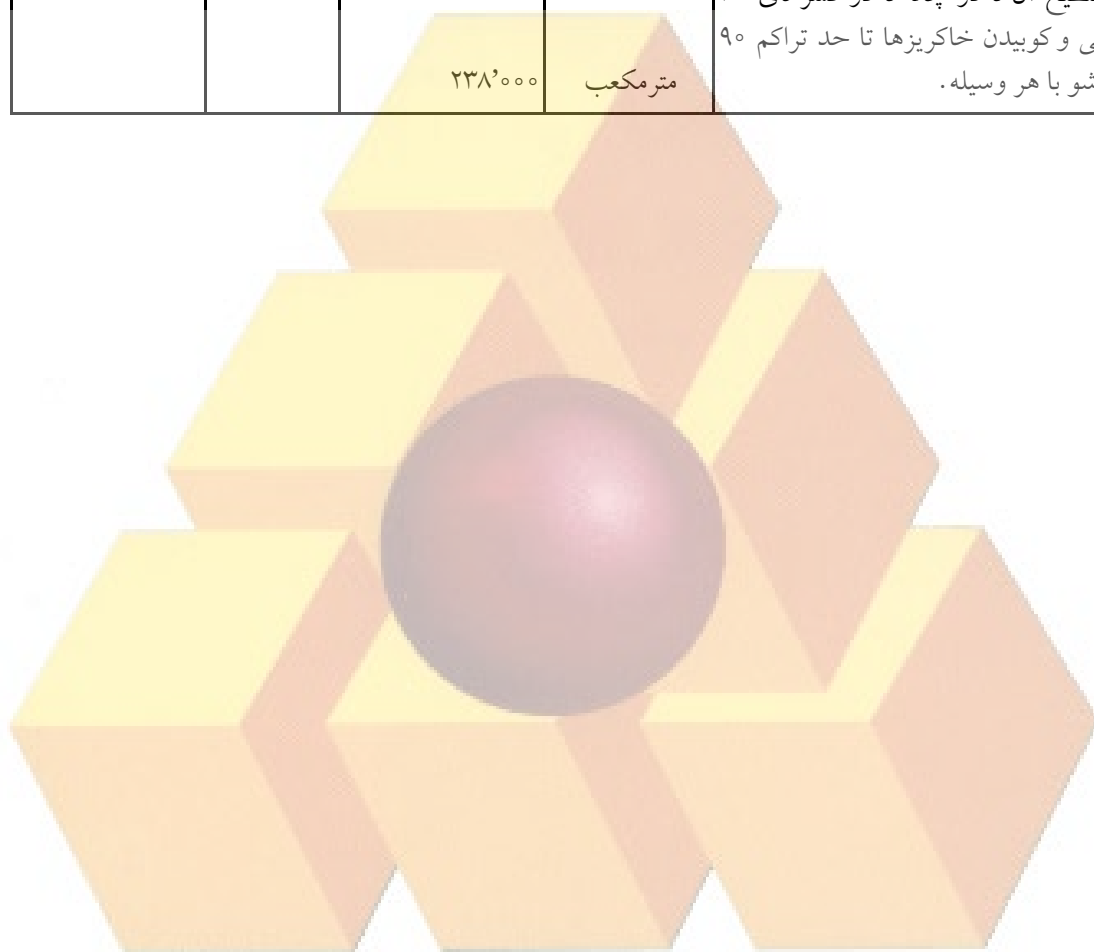 ی و کوبیدن خاکریزها تا حد تراکم ۹۰
شو با هر وسیله. مترمکعب ۲۳۸٬۰۰۰